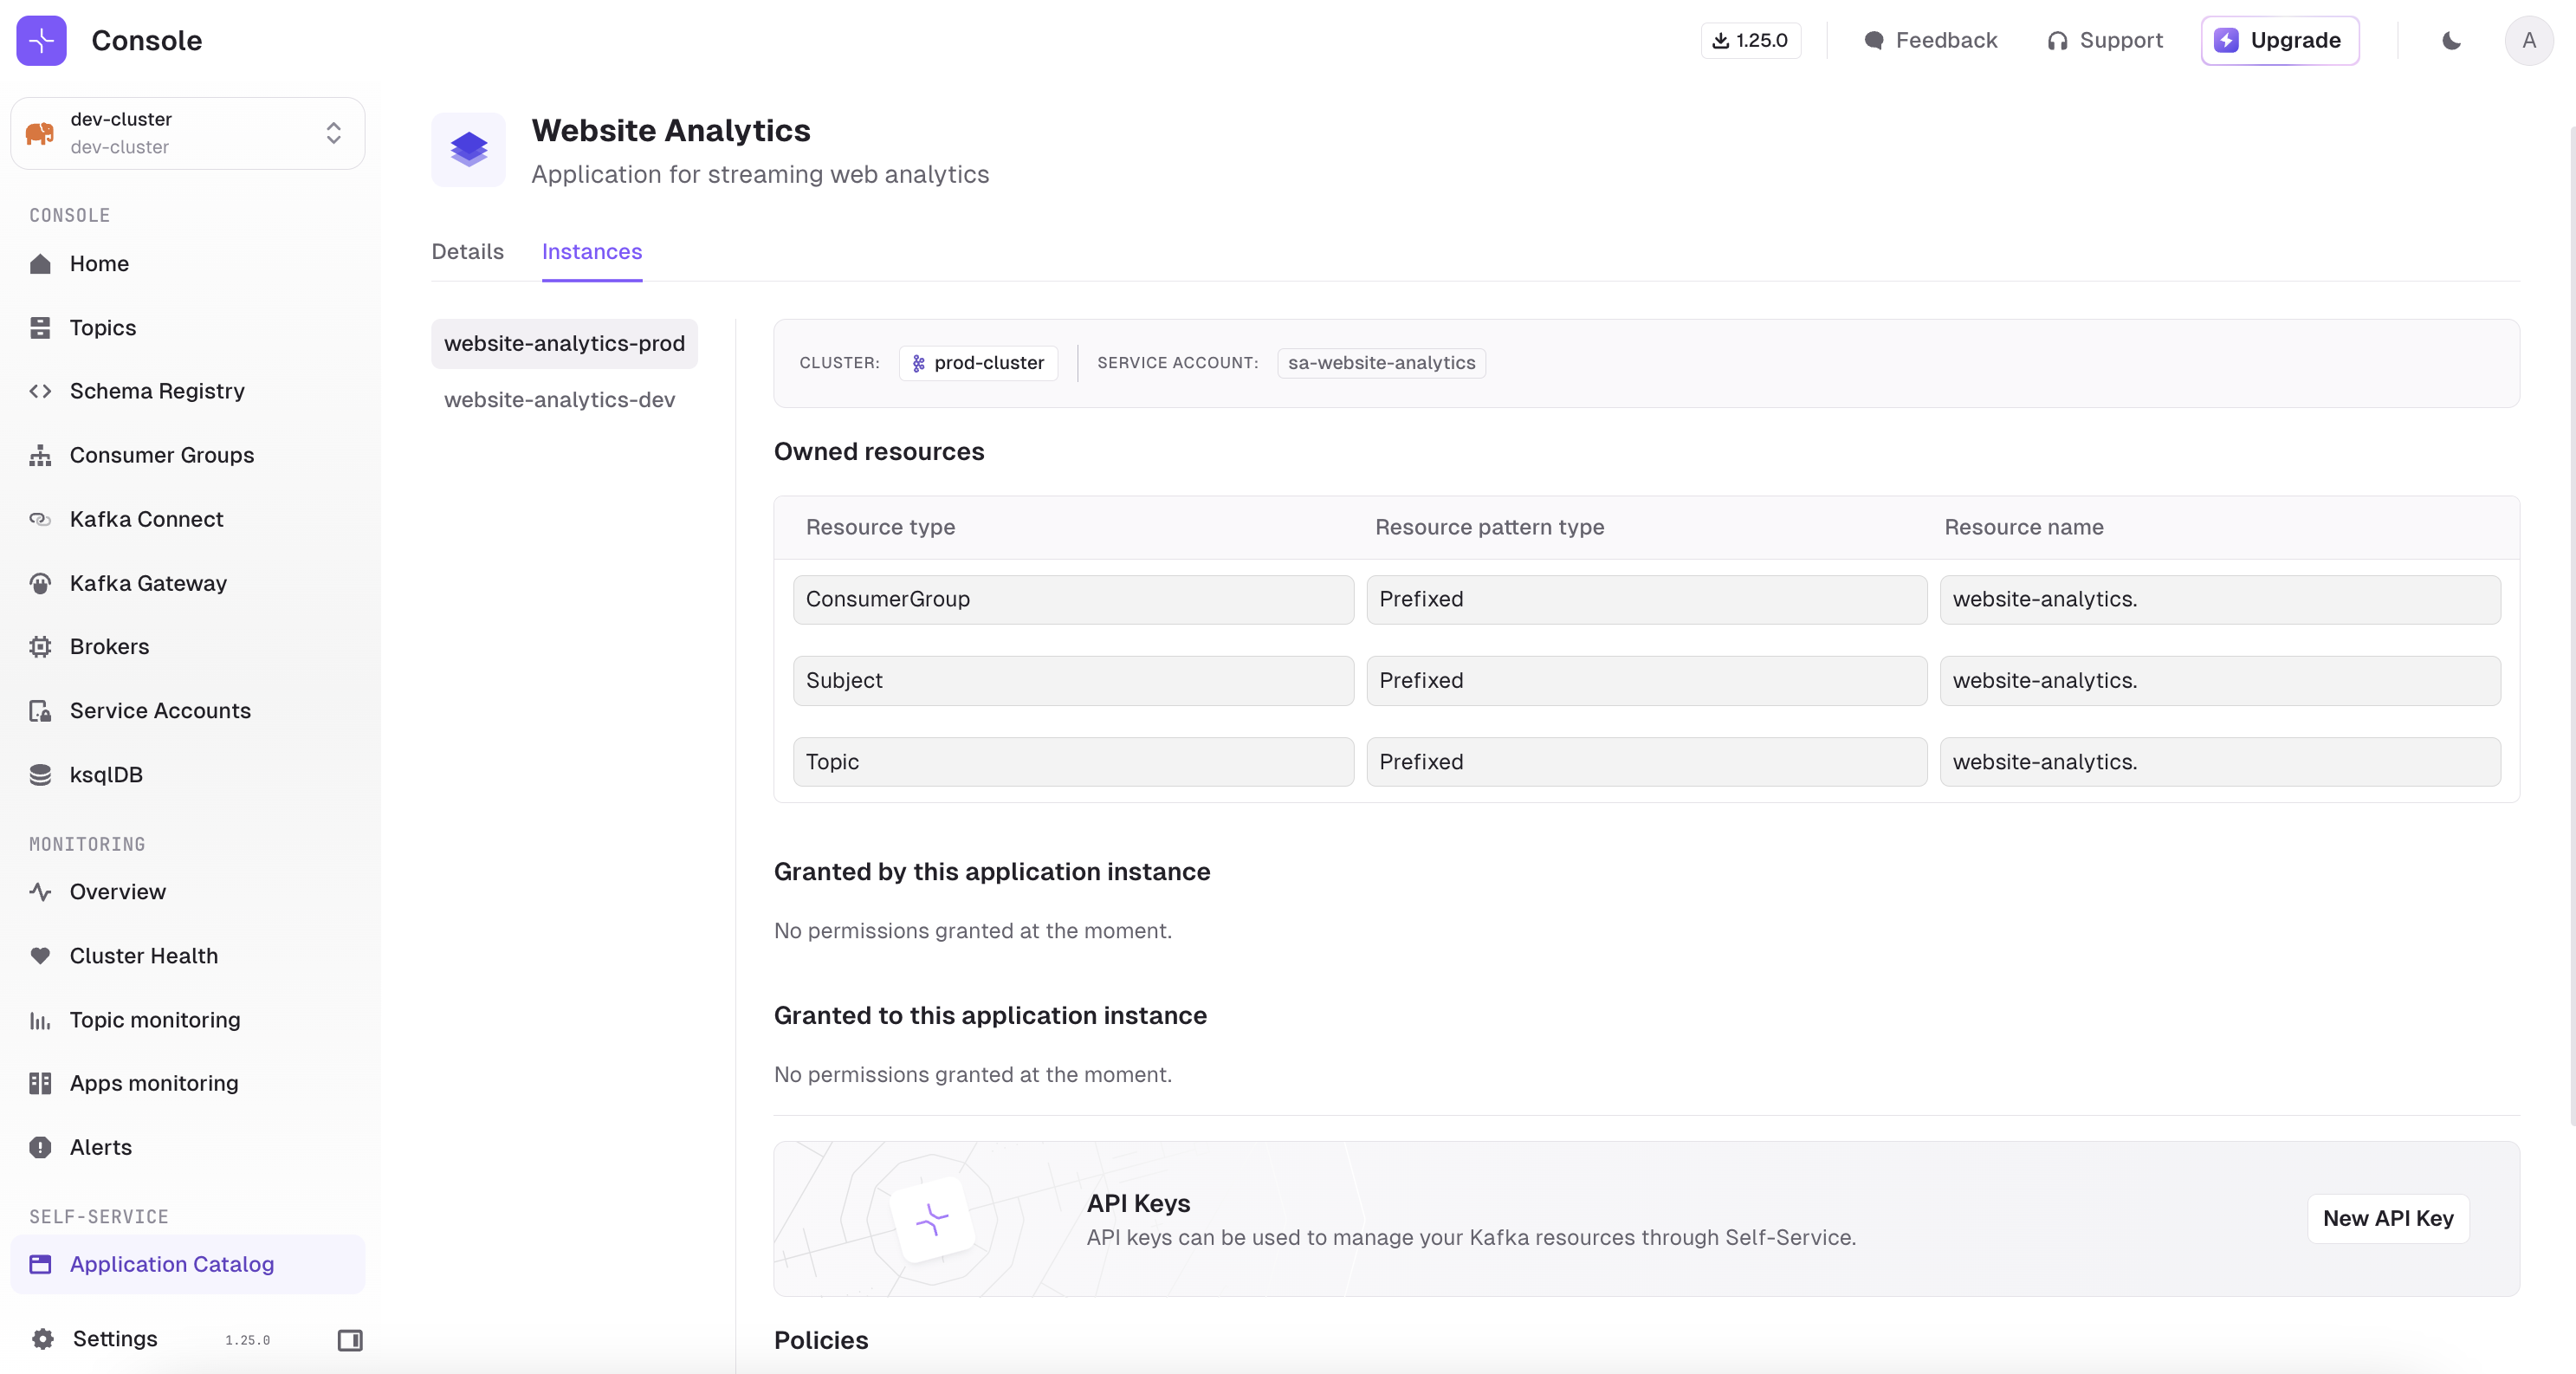 Console
1.25.0
Feedback
Support
Upgrade
A
dev-cluster
dev-cluster
CONSOLE
Home
Topics
Schema Registry
Consumer Groups
Kafka Connect
Kafka Gateway
Brokers
Service Accounts
ksqlDB
MONITORING
Overview
Cluster Health
Topic monitoring
Apps monitoring
Alerts
SELF-SERVICE
Application Catalog
Settings
1.25.0
Website Analytics
Application for streaming web analytics
Details
Instances
website-analytics-prod
website-analytics-dev
CLUSTER:
prod-cluster
SERVICE ACCOUNT:
sa-website-analytics
Owned resources
Resource type
Resource pattern type
Resource name
ConsumerGroup
Prefixed
website-analytics.
Subject
Prefixed
website-analytics.
Topic
Prefixed
website-analytics.
Granted by this application instance
No permissions granted at the moment.
Granted to this application instance
No permissions granted at the moment.
API Keys
API keys can be used to manage your Kafka resources through Self-Service.
New API Key
Policies